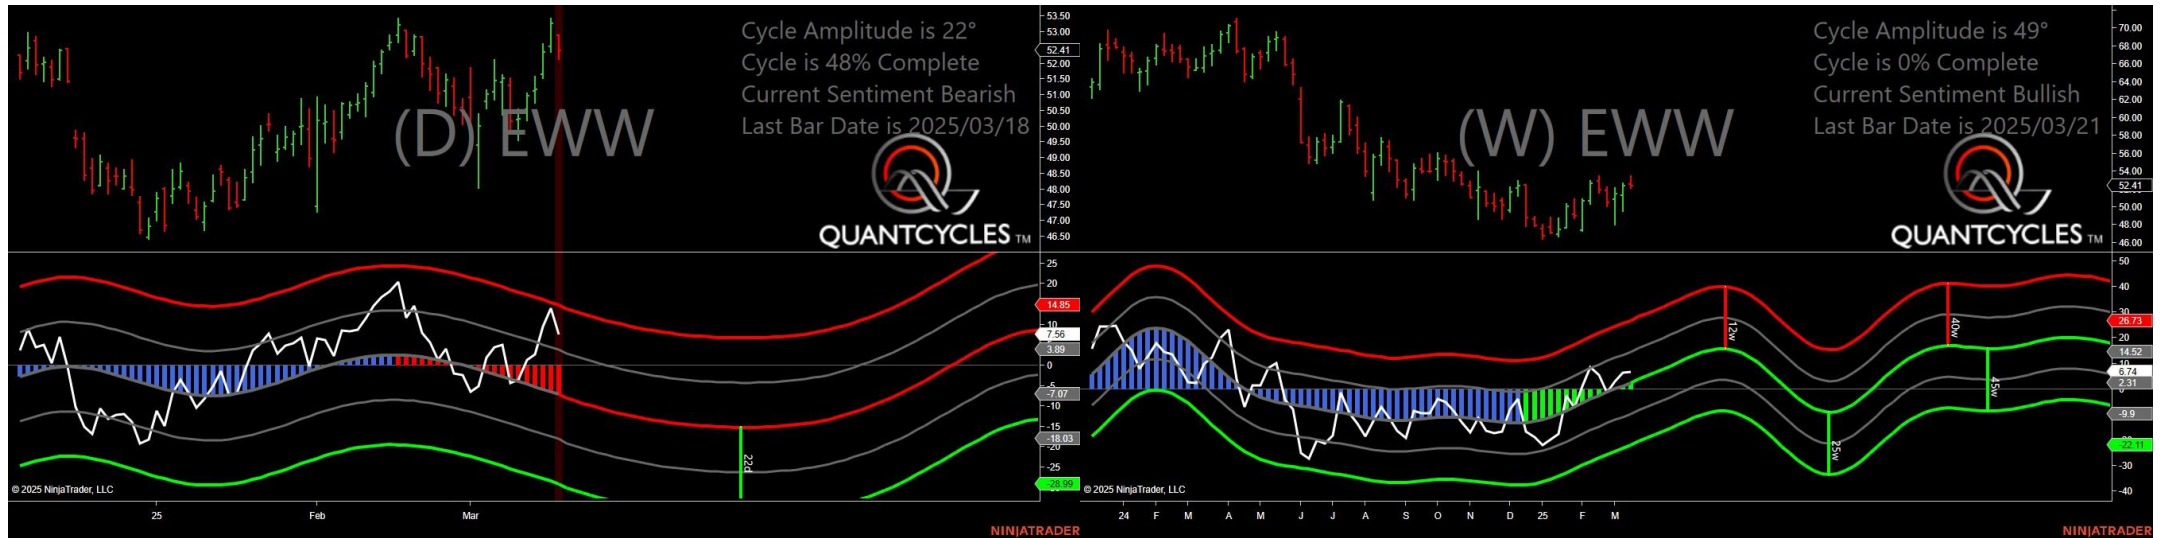 Cycle Amplitude is 22°
Cycle is 48% Complete
Current Sentiment Bearish
Last Bar Date is 2025/03/18
(D) EWW
QUANTCYCLES TM
53.50
53.00
52.41
52.00
51.50
51.00
50.50
50.00
49.50
49.00
48.50
48.00
47.50
47.00
46.50
25
20
14.85
10
7.56
3.89
0
-5
-7.07
-10
-15
-18.03
-20
-25
-28.99
22d
© 2025 NinjaTrader, LLC
25
Feb
Mar
NINJATRADER
Cycle Amplitude is 49°
Cycle is 0% Complete
Current Sentiment Bullish
Last Bar Date is 2025/03/21
(W) EWW
QUANTCYCLES TM
70.00
68.00
66.00
64.00
62.00
60.00
58.00
56.00
54.00
52.41
50.00
48.00
46.00
50
40
30
26.73
14.52
10
6.74
2.31
-9.9
-22.11
-30
-40
12w
25w
40w
45w
© 2025 NinjaTrader, LLC
24 F M A M J J A S O N D 25 F M
NINJATRADER